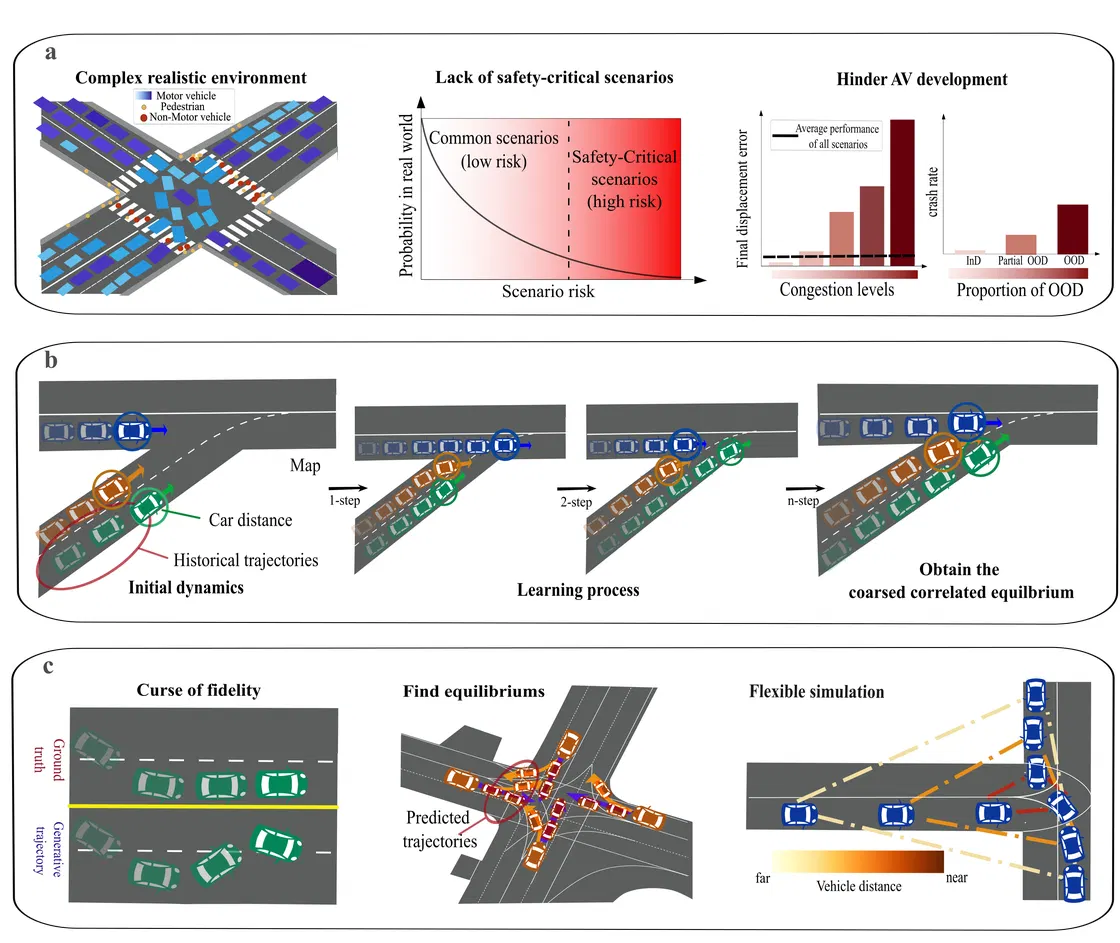 a
Complex realistic environment
Motor vehicle
Pedestrian
Non-Motor vehicle
Lack of safety-critical scenarios
Probability in real world
Common scenarios
(low risk)
Safety-Critical
scenarios
(high risk)
Scenario risk
Hinder AV development
Final displacement error
Average performance
of all scenarios
Congestion levels
crash rate
InD
Partial OOD
OOD
Proportion of OOD
b
Map
Car distance
Historical trajectories
Initial dynamics
1-step
2-step
Learning process
n-step
Obtain the
coarsed correlated equilbrium
c
Curse of fidelity
Ground
truth
Generative
trajectory
Find equilibriums
Predicted
trajectories
Flexible simulation
far
Vehicle distance
near